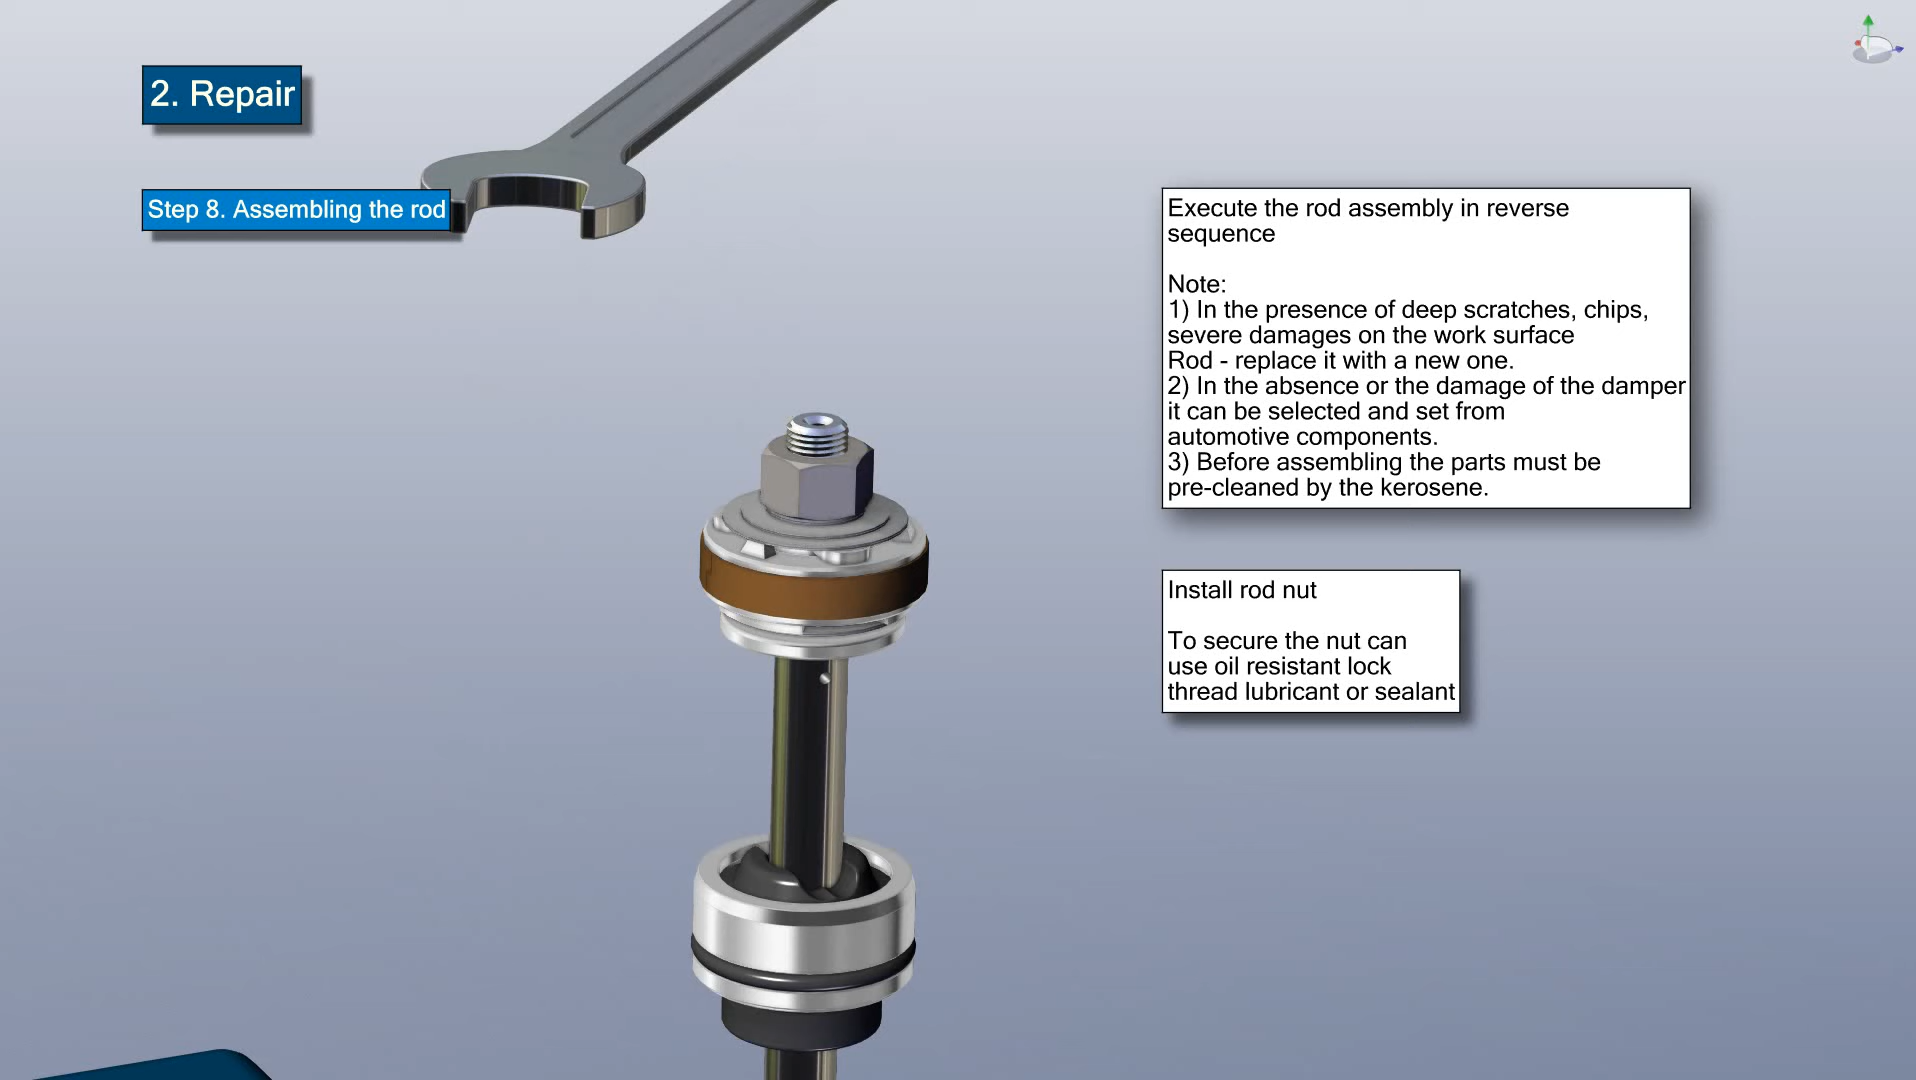 2. Repair
Step 8. Assembling the rod
Execute the rod assembly in reverse
sequence
Note:
1) In the presence of deep scratches, chips,
severe damages on the work surface
Rod - replace it with a new one.
2) In the absence or the damage of the damper
it can be selected and set from
automotive components.
3) Before assembling the parts must be
pre-cleaned by the kerosene.
Install rod nut
To secure the nut can
use oil resistant lock
thread lubricant or sealant